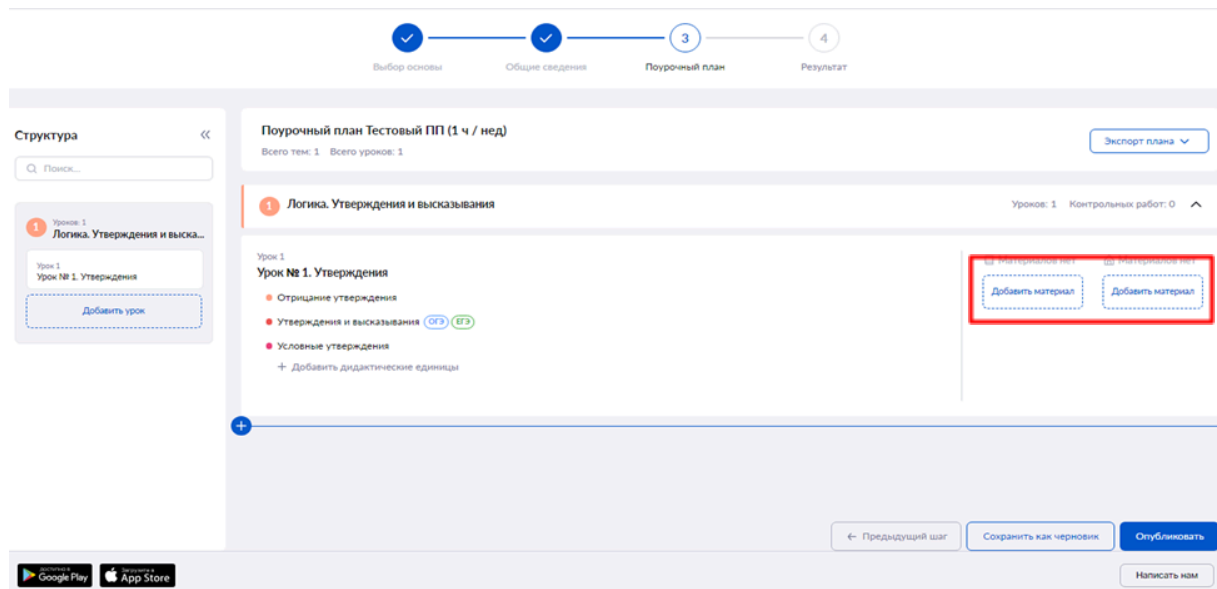 3
4
Выбор основы
Общие сведения
Поурочный план
Результат
Структура
Поиск...
Уроков: 1
1
Логика. Утверждения и выска...
Урок 1
Урок № 1. Утверждения
Добавить урок
Поурочный план Тестовый ПП (1 ч / нед)
Всего тем: 1 Всего уроков: 1
Экспорт плана
1 Логика. Утверждения и высказывания
Уроков: 1 Контрольных работ: 0
Урок 1
Урок № 1. Утверждения
Отрицание утверждения
Утверждения и высказывания ОГЭ ЕГЭ
Условные утверждения
+ Добавить дидактические единицы
Материалов нет Материалов нет
Добавить материал Добавить материал
← Предыдущий шаг
Сохранить как черновик
Опубликовать
ДОСТУПНО В
Google Play
Загрузите в
App Store
Написать нам